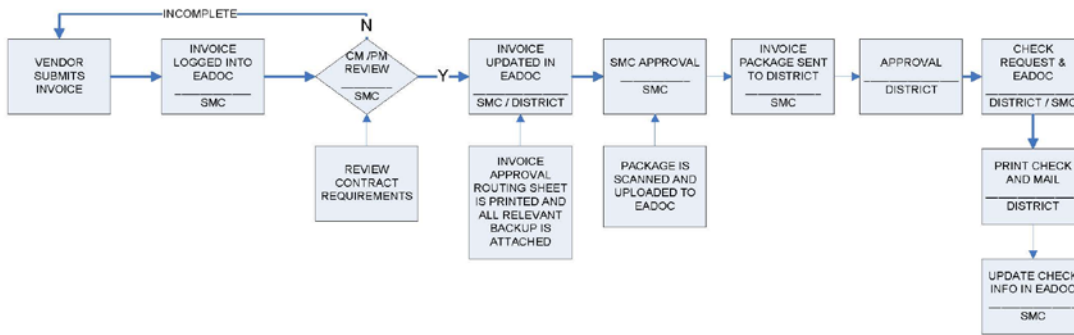 INCOMPLETE
N
VENDOR
SUBMITS
INVOICE
INVOICE
LOGGED INTO
EADOC
SMC
CM /PM
REVIEW
SMC
Y
INVOICE
UPDATED IN
EADOC
SMC / DISTRICT
SMC APPROVAL
SMC
INVOICE
PACKAGE SENT
TO DISTRICT
SMC
APPROVAL
DISTRICT
CHECK
REQUEST &
EADOC
DISTRICT / SMC
REVIEW
CONTRACT
REQUIREMENTS
INVOICE
APPROVAL
ROUTING SHEET
IS PRINTED AND
ALL RELEVANT
BACKUP IS
ATTACHED
PACKAGE IS
SCANNED AND
UPLOADED TO
EADOC
PRINT CHECK
AND MAIL
DISTRICT
UPDATE CHECK
INFO IN EADOC
SMC